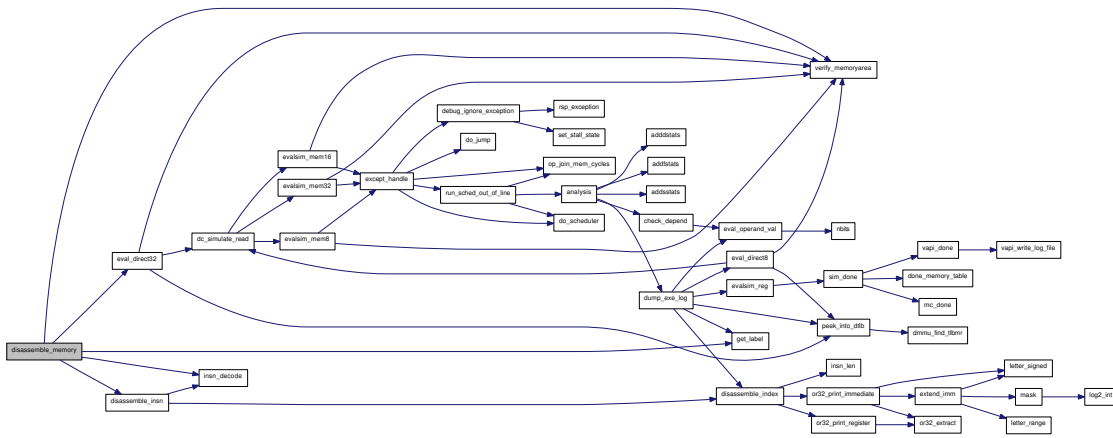 verify_memoryarea
debug_ignore_exception
rsp_exception
set_stall_state
do_jump
adddstats
evalsim_mem16
op_join_mem_cycles
addfstats
except_handle
evalsim_mem32
run_sched_out_of_line
analysis
addsstats
do_scheduler
check_depend
eval_operand_val
nbits
dc_simulate_read
evalsim_mem8
vapi_done
vapi_write_log_file
eval_direct32
eval_direct8
sim_done
done_memory_table
evalsim_reg
dump_exe_log
mc_done
peek_into_dtlb
dmmu_find_tlbmr
get_label
disassemble_memory
insn_decode
insn_len
letter_signed
disassemble_insn
disassemble_index
or32_print_immediate
extend_imm
mask
log2_int
or32_print_register
or32_extract
letter_range